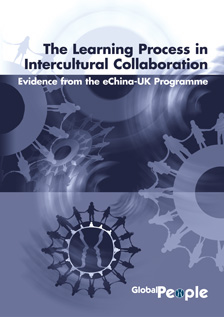 The Learning Process in
Intercultural Collaboration
Evidence from the eChina-UK Programme
GlobalPeople